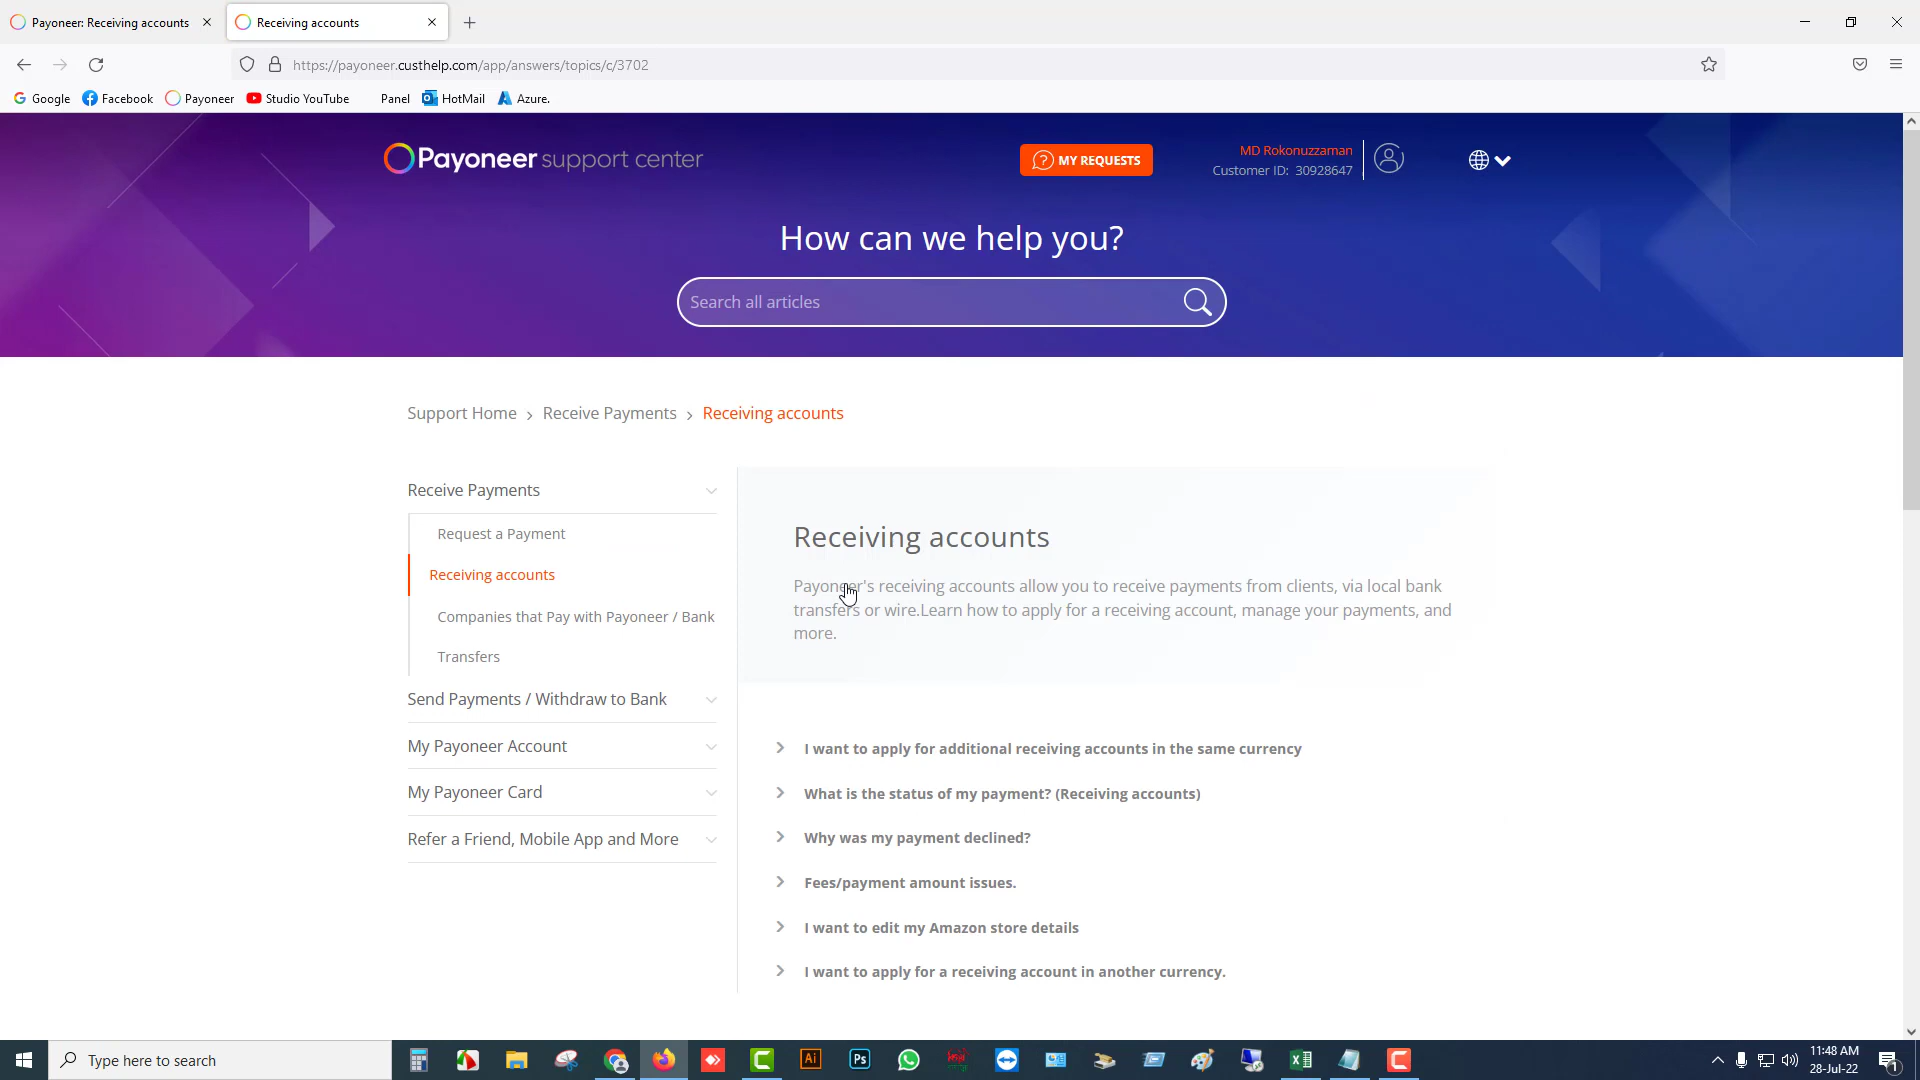 Payoneer: Receiving accounts
Receiving accounts
https://payoneer.custhelp.com/app/answers/topics/c/3702
Google Facebook Payoneer Studio YouTube Panel HotMail Azure.
Payoneer support center
MY REQUESTS
MD Rokonuzzaman
Customer ID: 30928647
How can we help you?
Search all articles
Support Home > Receive Payments > Receiving accounts
Receive Payments
Request a Payment
Receiving accounts
Companies that Pay with Payoneer / Bank
Transfers
Send Payments / Withdraw to Bank
My Payoneer Account
My Payoneer Card
Refer a Friend, Mobile App and More
Receiving accounts
Payoneer's receiving accounts allow you to receive payments from clients, via local bank
transfers or wire.Learn how to apply for a receiving account, manage your payments, and
more.
I want to apply for additional receiving accounts in the same currency
What is the status of my payment? (Receiving accounts)
Why was my payment declined?
Fees/payment amount issues.
I want to edit my Amazon store details
I want to apply for a receiving account in another currency.
Type here to search
Ai
Ps
11:48 AM
28-Jul-22
1